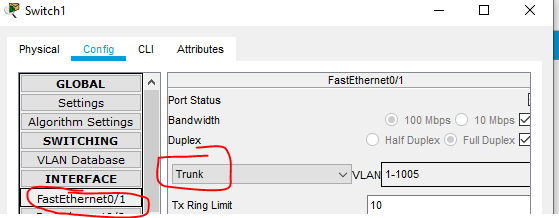 Switch1
Physical Config CLI Attributes
GLOBAL
Settings
Algorithm Settings
SWITCHING
VLAN Database
INTERFACE
FastEthernet0/1
FastEthernet0/1
Port Status
Bandwidth 100 Mbps 10 Mbps
Duplex Half Duplex Full Duplex
Trunk VLAN 1-1005
Tx Ring Limit 10